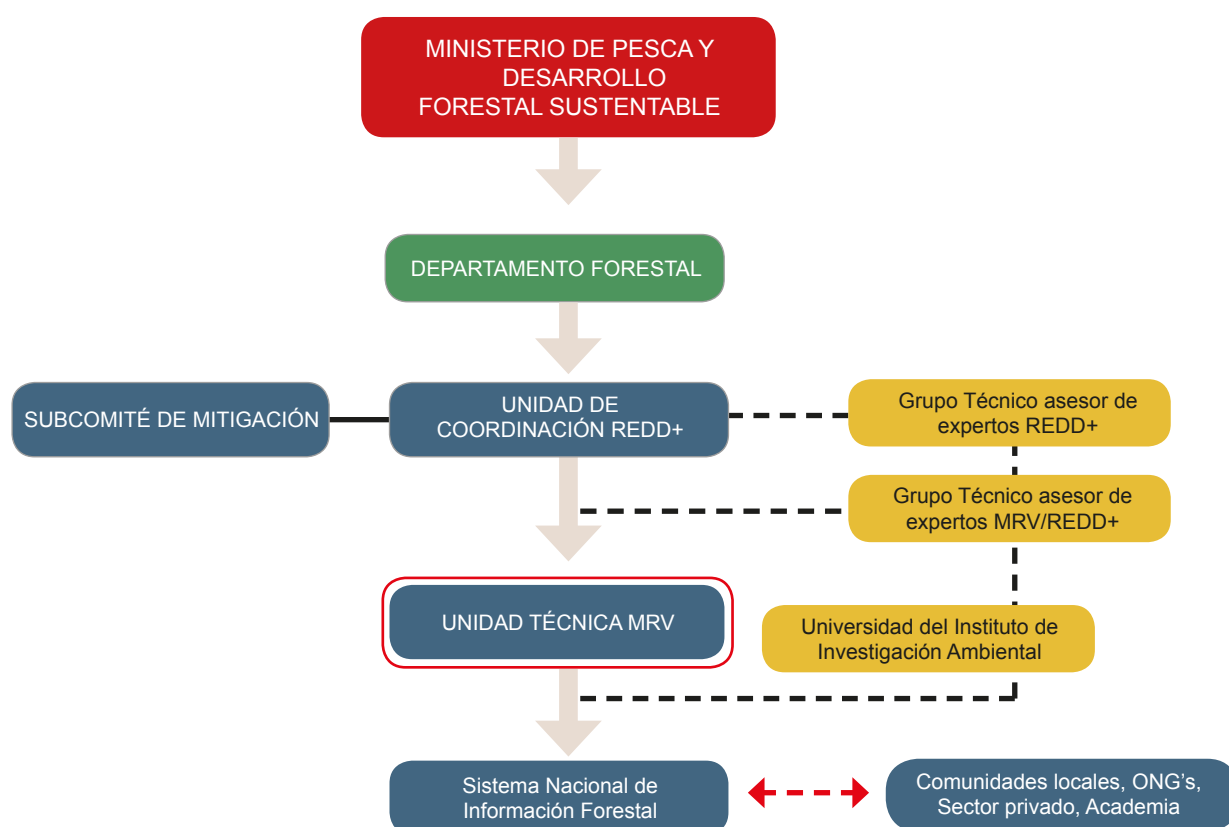 MINISTERIO DE PESCA Y
DESARROLLO
FORESTAL SUSTENTABLE
DEPARTAMENTO FORESTAL
SUBCOMITÉ DE MITIGACIÓN
UNIDAD DE
COORDINACIÓN REDD+
Grupo Técnico asesor de
expertos REDD+
Grupo Técnico asesor de
expertos MRV/REDD+
UNIDAD TÉCNICA MRV
Universidad del Instituto de
Investigación Ambiental
Sistema Nacional de
Información Forestal
Comunidades locales, ONG's,
Sector privado, Academia